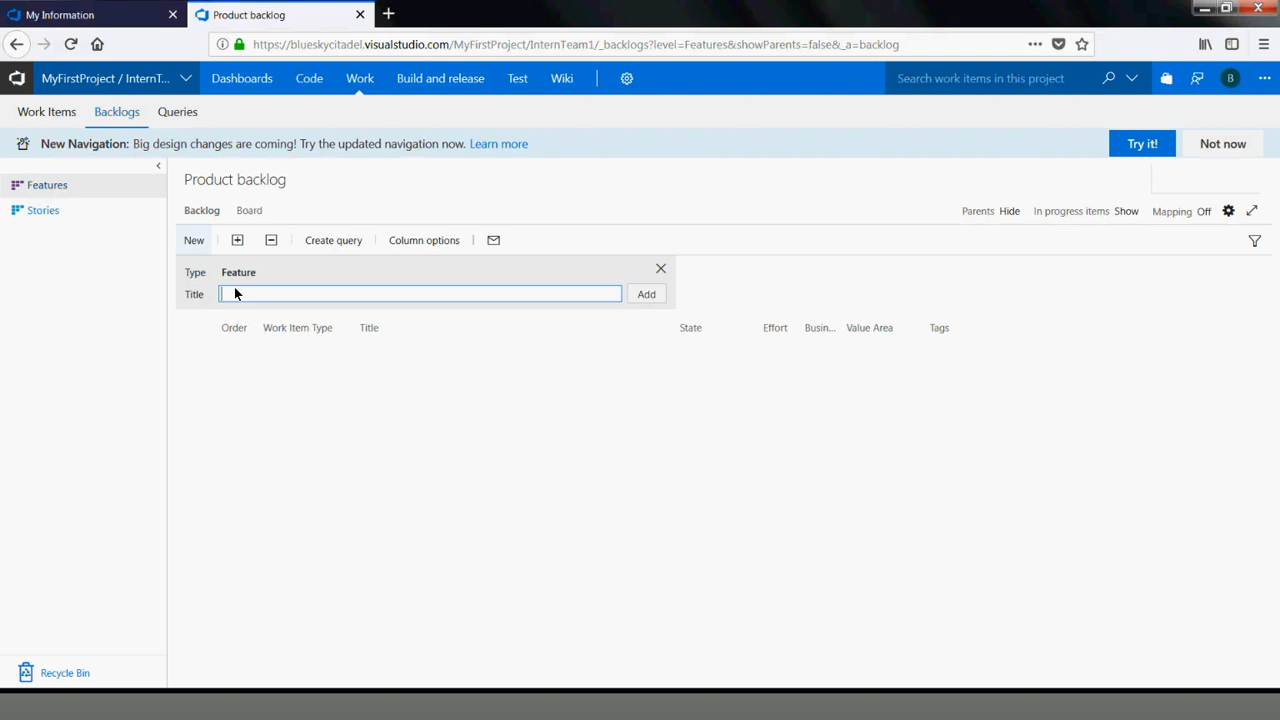 My Information
Product backlog
https://blueskycitadel.visualstudio.com/MyFirstProject/InternTeam1/_backlogs?level=Features&showParents=false&_a=backlog
MyFirstProject / InternT... Dashboards Code Work Build and release Test Wiki Search work items in this project B
Work Items Backlogs Queries
New Navigation: Big design changes are coming! Try the updated navigation now. Learn more Try it! Not now
Features
Stories
Product backlog
Backlog Board Parents Hide In progress items Show Mapping Off
New Create query Column options
Type Feature
Title Add
Order Work Item Type Title State Effort Busin... Value Area Tags
Recycle Bin